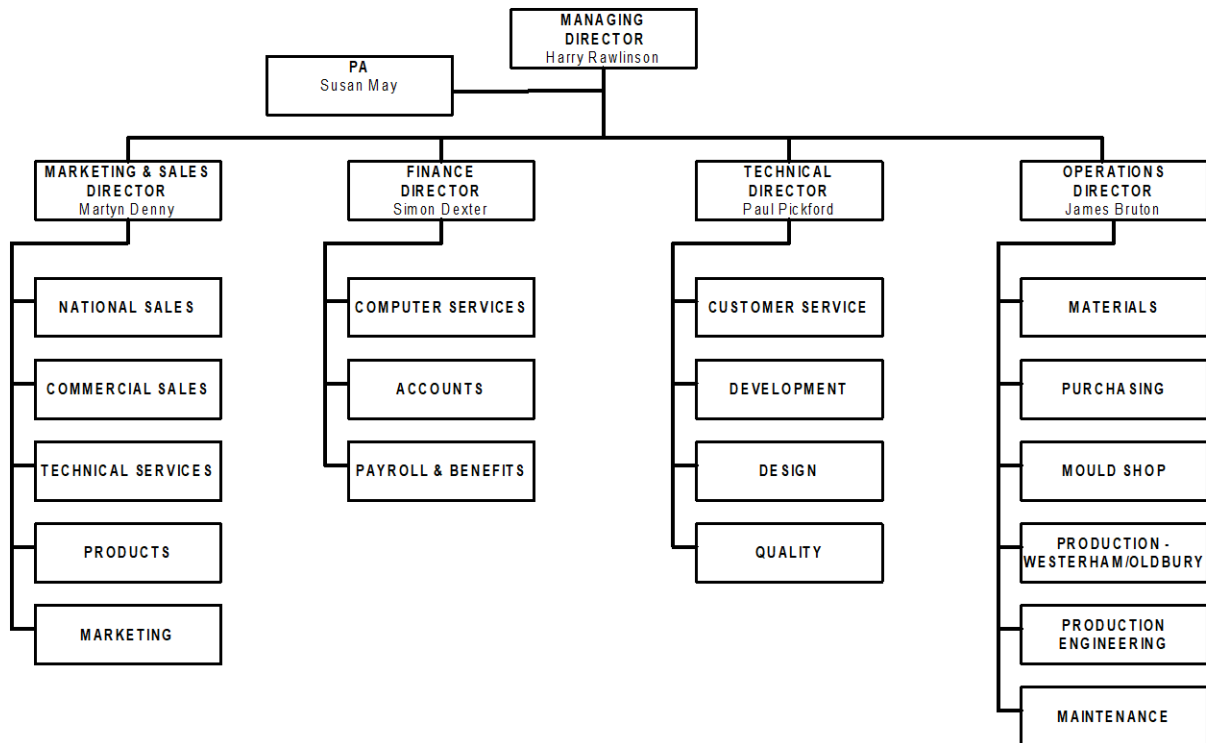 MANAGING
DIRECTOR
Harry Rawlinson
PA
Susan May
MARKETING & SALES
DIRECTOR
Martyn Denny
FINANCE
DIRECTOR
Simon Dexter
TECHNICAL
DIRECTOR
Paul Pickford
OPERATIONS
DIRECTOR
James Bruton
NATIONAL SALES
COMMERCIAL SALES
TECHNICAL SERVICES
PRODUCTS
MARKETING
COMPUTER SERVICES
ACCOUNTS
PAYROLL & BENEFITS
CUSTOMER SERVICE
DEVELOPMENT
DESIGN
QUALITY
MATERIALS
PURCHASING
MOULD SHOP
PRODUCTION -
WESTERHAM/OLDBURY
PRODUCTION
ENGINEERING
MAINTENANCE